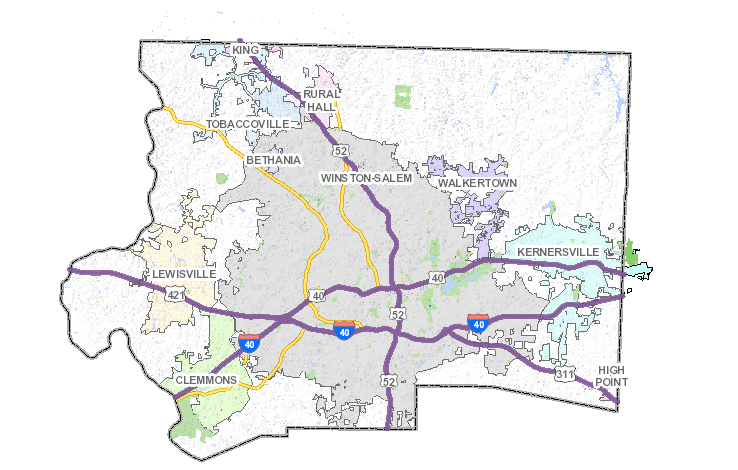 KING
RURAL
HALL
TOBACCOVILLE
52
BETHANIA
WINSTON-SALEM
WALKERTOWN
KERNERSVILLE
LEWISVILLE
40
421
40
52
40
40
40
CLEMMONS
52
311
HIGH
POINT